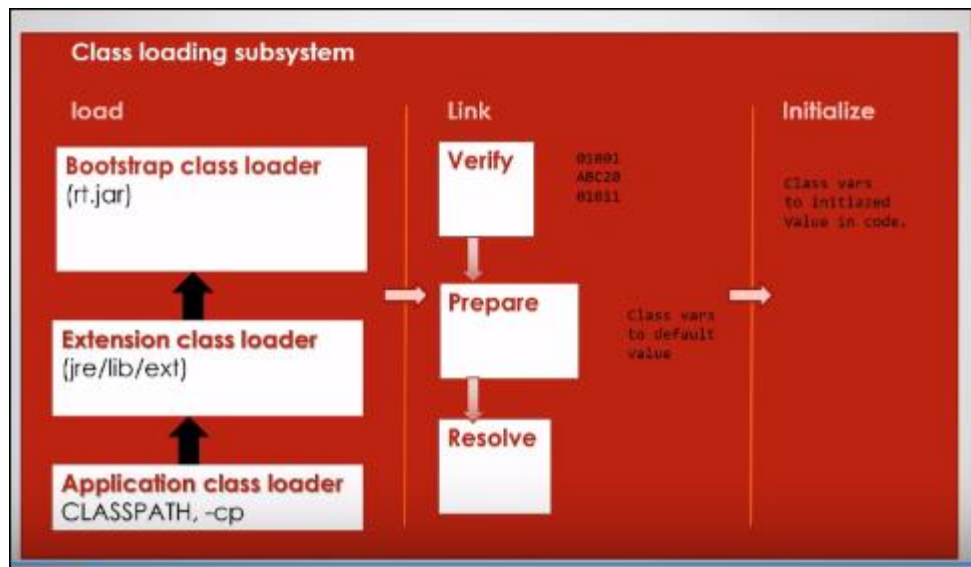 Class loading subsystem
load
Bootstrap class loader
(rt.jar)
Extension class loader
(jre/lib/ext)
Application class loader
CLASSPATH, -cp
Link
Verify
01001
ABC20
01011
Prepare
Class vars
to default
value
Resolve
Initialize
Class vars
to initiazed
Value in code.